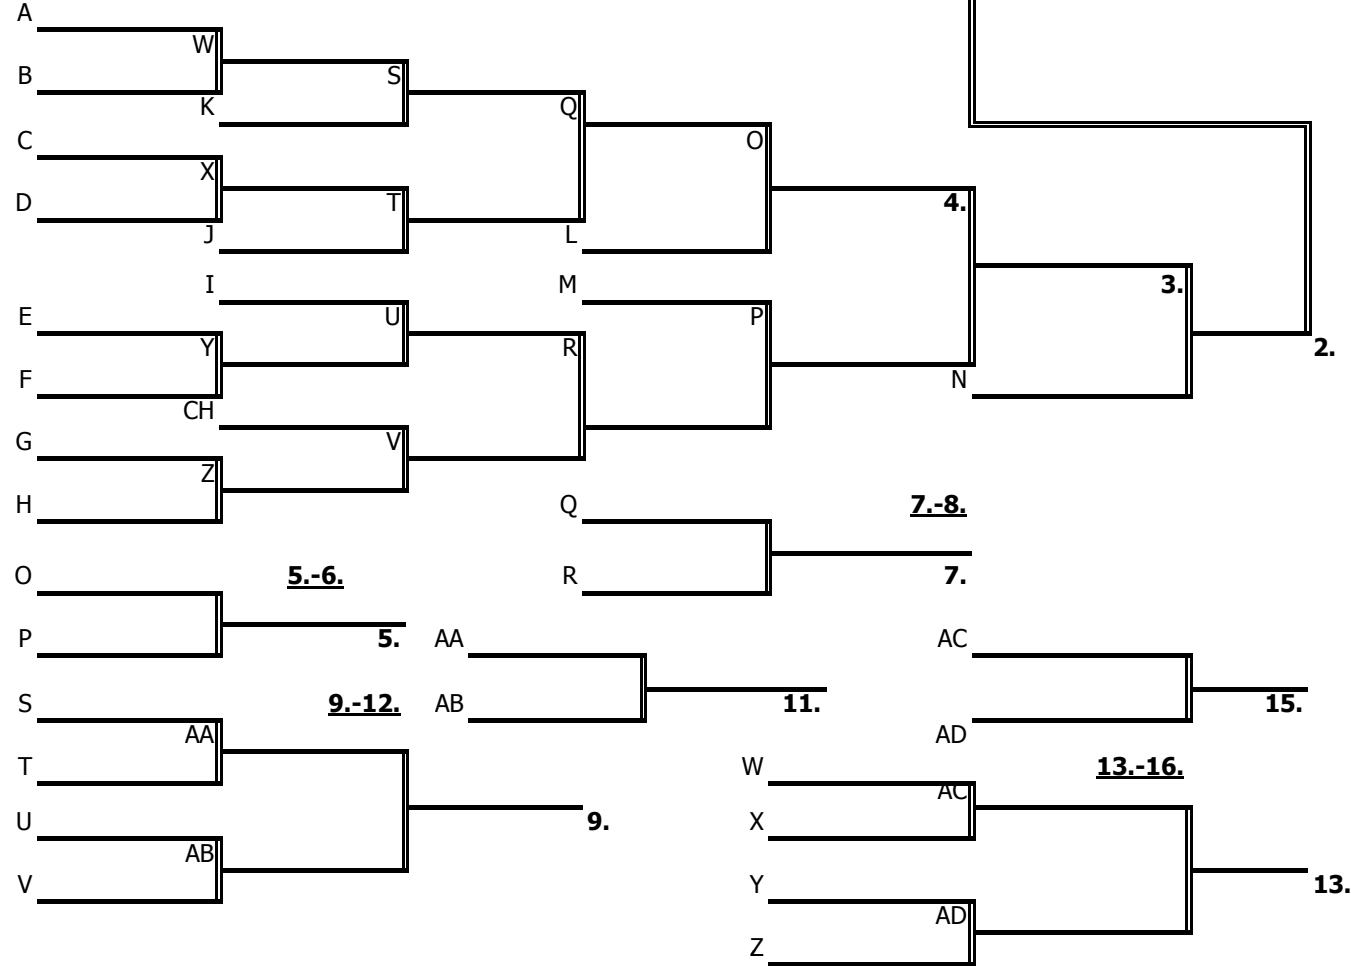 A
W
B
S
K
Q
C
O
X
D
T
4.
J
L
I
M
3.
E
U
P
Y
R
2.
F
N
CH
G
V
Z
H
Q
7.-8.
O
5.-6.
R
7.
P
5.
AA
AC
S
9.-12.
AB
11.
15.
AA
AD
T
W
13.-16.
AC
U
9.
X
AB
V
Y
13.
AD
Z